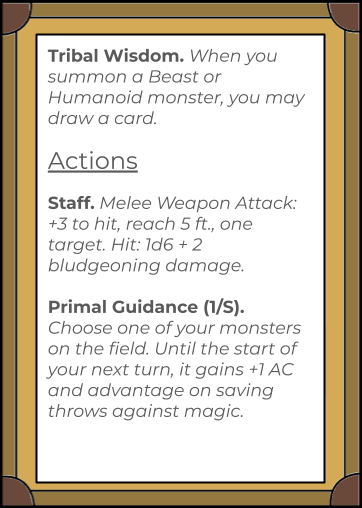 Tribal Wisdom. When you
summon a Beast or
Humanoid monster, you may
draw a card.
Actions
Staff. Melee Weapon Attack:
+3 to hit, reach 5 ft., one
target. Hit: 1d6 + 2
bludgeoning damage.
Primal Guidance (1/S).
Choose one of your monsters
on the field. Until the start of
your next turn, it gains +1 AC
and advantage on saving
throws against magic.